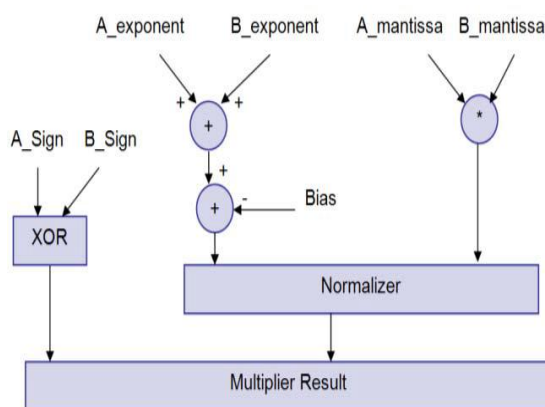 A_exponent B_exponent A_mantissa B_mantissa
+ +
+ *
A_Sign B_Sign
+
+ - Bias
XOR
Normalizer
Multiplier Result